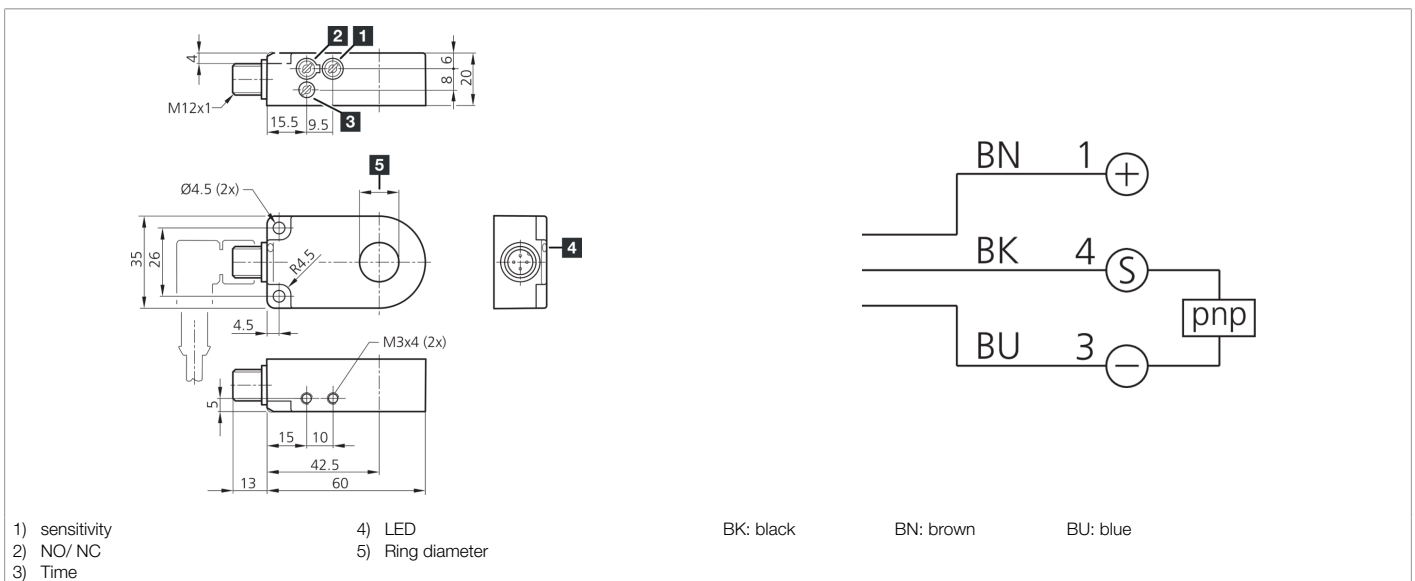 2 1
4
6
8
20
M12x1
15.5 9.5
3
5
Ø4.5 (2x)
35
26
R4.5
4
4.5
M3x4 (2x)
5
15 10
42.5
13 60
BN 1 +
BK 4 S
pnp
BU 3 −
1) sensitivity
2) NO/ NC
3) Time
4) LED
5) Ring diameter
BK: black BN: brown BU: blue